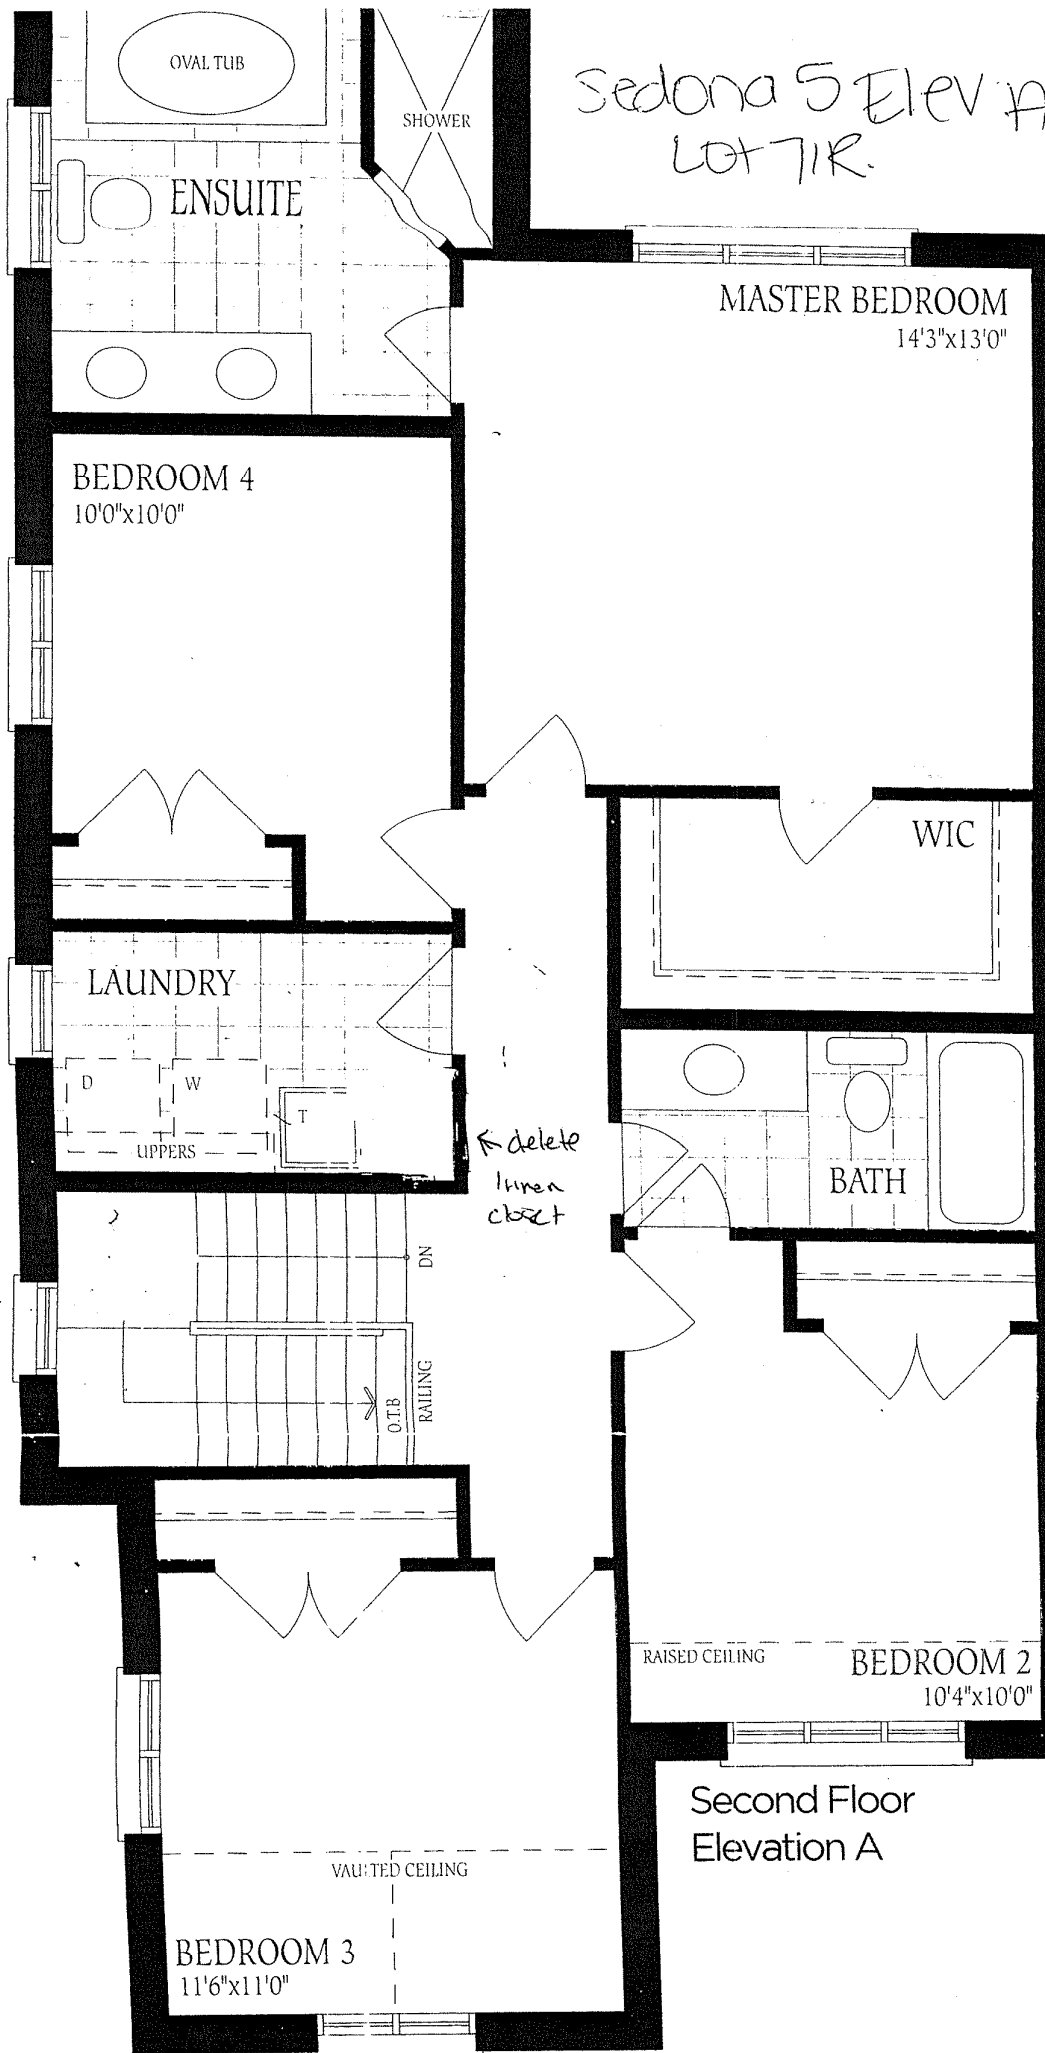 OVAL TUB
SHOWER
Sedona 5 Elev A
Lot 71R.
ENSUITE
MASTER BEDROOM
14'3"x13'0"
BEDROOM 4
10'0"x10'0"
WIC
LAUNDRY
D
W
T
UPPERS
← delete
linen
closet
BATH
DN
RAILING
O.T.B
RAISED CEILING
BEDROOM 2
10'4"x10'0"
Second Floor
Elevation A
VAULTED CEILING
BEDROOM 3
11'6"x11'0"